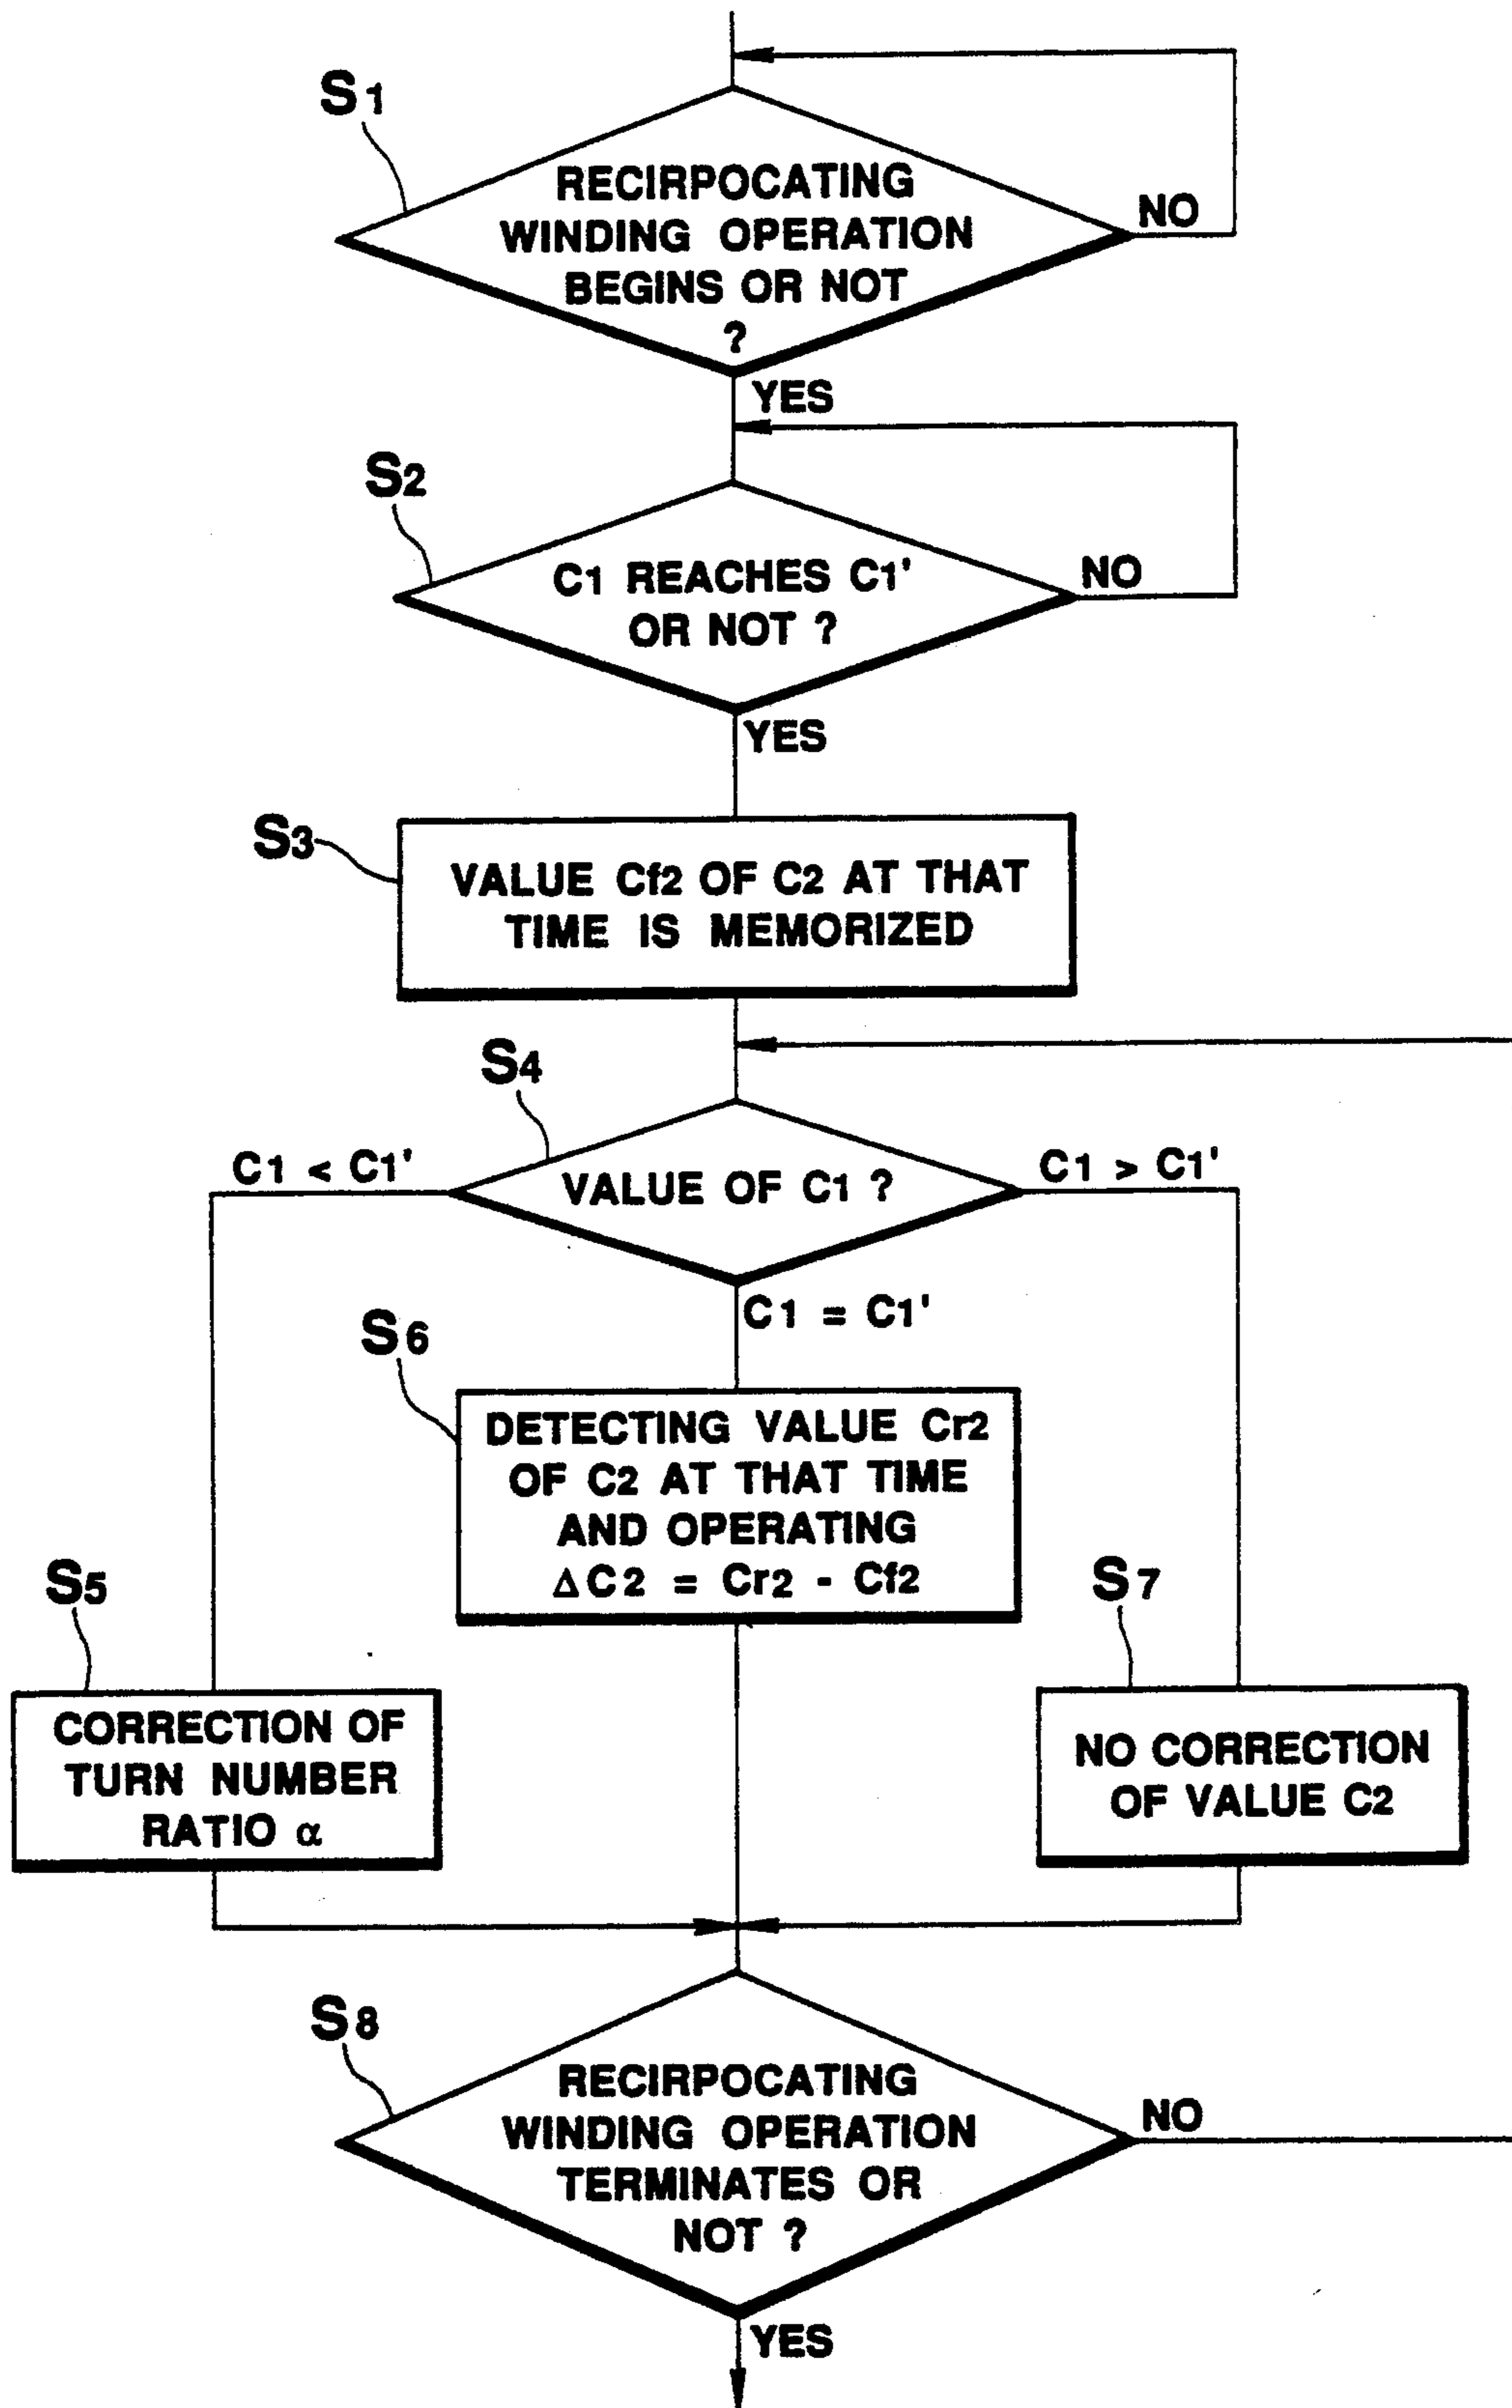 S1
RECIRPOCATING
WINDING OPERATION
BEGINS OR NOT
?
NO
YES
S2
C1 REACHES C1'
OR NOT ?
NO
YES
S3
VALUE Cf2 OF C2 AT THAT
TIME IS MEMORIZED
S4
C1 < C1'
VALUE OF C1 ?
C1 > C1'
C1 = C1'
S6
DETECTING VALUE Cr2
OF C2 AT THAT TIME
AND OPERATING
ΔC2 = Cr2 - Cf2
S5
CORRECTION OF
TURN NUMBER
RATIO α
S7
NO CORRECTION
OF VALUE C2
S8
RECIRPOCATING
WINDING OPERATION
TERMINATES OR
NOT ?
NO
YES